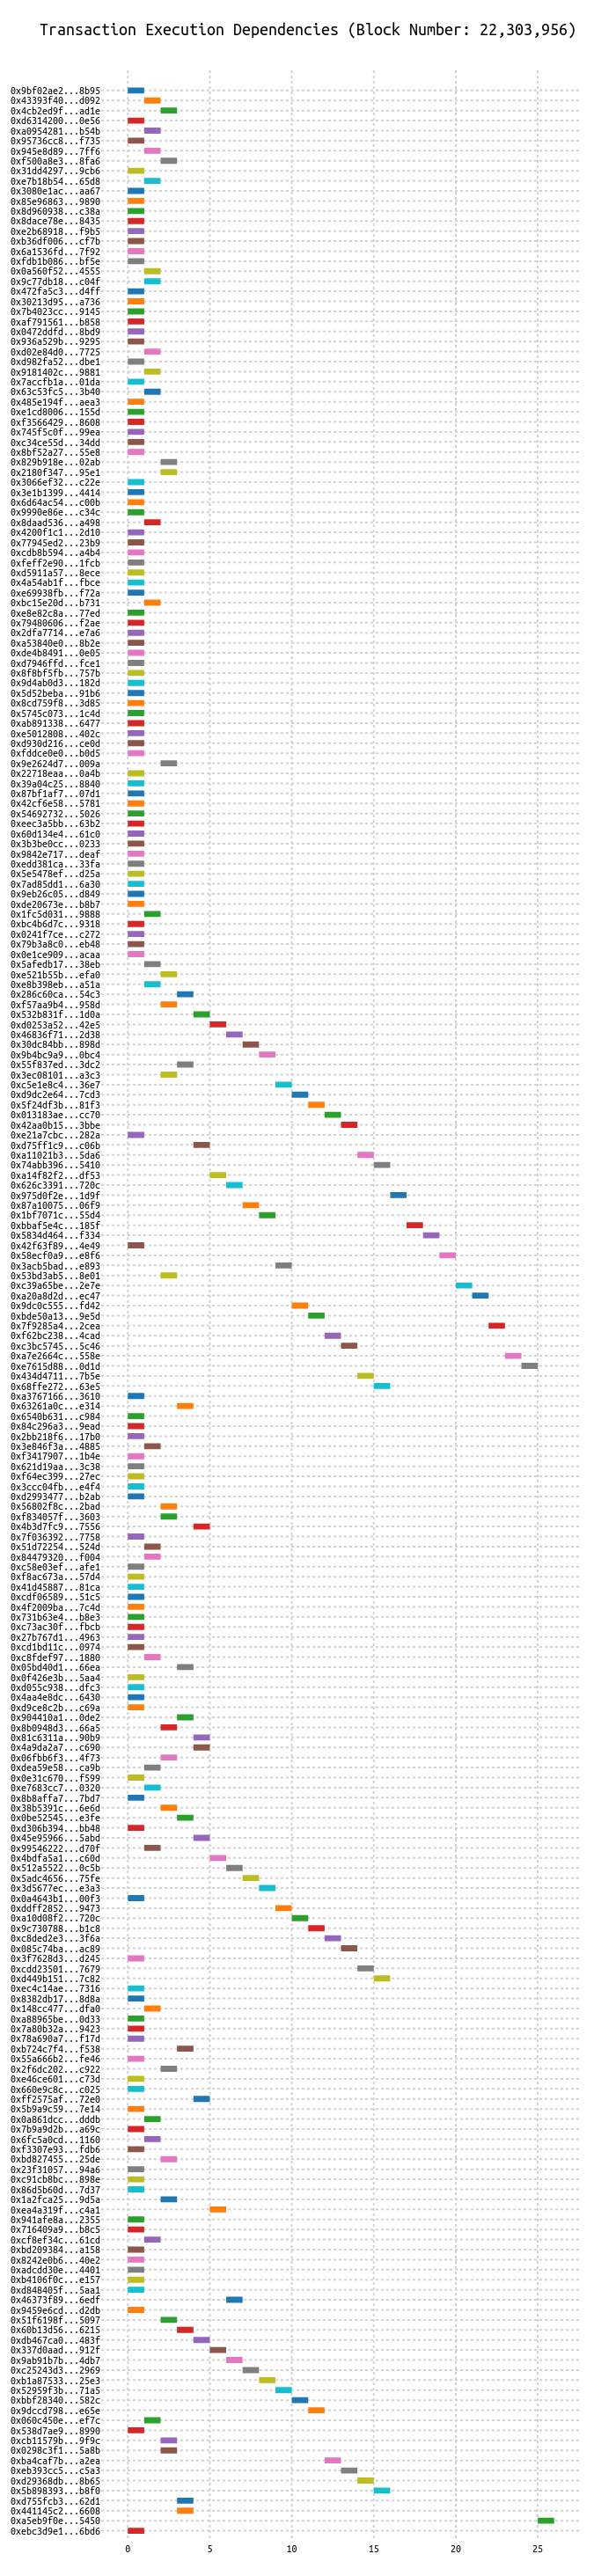 Transaction Execution Dependencies (Block Number: 22,303,956)
0x9bf02ae2...8b95
0x43393f40...d092
0x4cb2ed9f...ad1e
0xd6314200...0e56
0xa0954281...b54b
0x95736cc8...f735
0x945e8d89...7ff6
0xf500a8e3...8fa6
0x31dd4297...9cb6
0xe7b18b54...65d8
0x3080e1ac...aa67
0x85e96863...9890
0x8d960938...c38a
0x8dace78e...8435
0xe2b68918...f9b5
0xb36df006...cf7b
0x6a1536fd...7f92
0xfdb1b086...bf5e
0x0a560f52...4555
0x9c77db18...c04f
0x472fa5c3...d4ff
0x30213d95...a736
0x7b4023cc...9145
0xaf791561...b858
0x0472ddfd...8bd9
0x936a529b...9295
0xd02e84d0...7725
0xd982fa52...dbe1
0x9181402c...9881
0x7accfb1a...01da
0x63c53fc5...3b40
0x485e194f...aea3
0xe1cd8006...155d
0xf3566429...8608
0x745f5c0f...99ea
0xc34ce55d...34dd
0x8bf52a27...55e8
0x829b918e...02ab
0x2180f347...95e1
0x3066ef32...c22e
0x3e1b1399...4414
0x6d64ac54...c00b
0x9990e86e...c34c
0x8daad536...a498
0x4200f1c1...2d10
0x77945ed2...23b9
0xcdb8b594...a4b4
0xfeff2e90...1fcb
0xd5911a57...8ece
0x4a54ab1f...fbce
0xe69938fb...f72a
0xbc15e20d...b731
0xe8e82c8a...77ed
0x79480606...f2ae
0x2dfa7714...e7a6
0xa53840e0...8b2e
0xde4b8491...0e05
0xd7946ffd...fce1
0x8f8bf5fb...757b
0x9d4ab0d3...182d
0x5d52beba...91b6
0x8cd759f8...3d85
0x5745c073...1c4d
0xab891338...6477
0xe5012808...402c
0xd930d216...ce0d
0xfddce0e0...b0d5
0x9e2624d7...009a
0x22718eaa...0a4b
0x39a04c25...8840
0x87bf1af7...07d1
0x42cf6e58...5781
0x54692732...5026
0xeec3a5bb...63b2
0x60d134e4...61c0
0x3b3be0cc...0233
0x9842e717...deaf
0xedd381ca...33fa
0x5e5478ef...d25a
0x7ad85dd1...6a30
0x9eb26c05...d849
0xde20673e...b8b7
0x1fc5d031...9888
0xbc4b6d7c...9318
0x0241f7ce...c272
0x79b3a8c9...eb48
0x0e1ce909...acaa
0x5afedb17...38eb
0xe521b55b...efa0
0xe8b398eb...a51a
0x286c60ca...54c3
0xf57aa9b4...958d
0x532b831f...1d0a
0xd0253a52...42e5
0x46836f71...2d38
0x30dc84bb...898d
0x9b4bc9a9...0bc4
0x55f837ed...3dc2
0x3ec08101...a3c3
0xc5e1e8c4...36e7
0xd9dc2e64...7cd3
0x5f24df3b...81f3
0x013183ae...cc70
0x42aa0b15...3bbe
0xe21a7cbc...282a
0xd75ff1c9...c06b
0xa11021b3...5da6
0x74abb396...5410
0xa14f82f2...df53
0x626c3391...720c
0x975d0f2e...1d9f
0x87a10075...06f9
0x1bf7071c...55d4
0xbbaf5e4c...185f
0x5834d464...f334
0x42f63f89...4e49
0x58ecf0a9...e8f6
0x3acb5bad...e893
0x53bd3ab5...8e01
0xc39a65be...2e7e
0xa20a8d2d...ec47
0x9dc0c555...fd42
0xbde50a13...9e5d
0x7f9285a4...2cea
0xf62bc238...4cad
0xc3bc5745...5c46
0xa7e2664c...558e
0xe7615d88...0d1d
0x434d4711...7b5e
0x68ffe272...63e5
0xa3767166...3610
0x63261a0c...e314
0x6540b631...c984
0x84c296a3...9ead
0x2bb218f6...17b0
0x3e846f3a...4885
0xf3417907...1b4e
0x621d19aa...3c38
0xf64ec399...27ec
0x3ccc04fb...e4f4
0xd2993477...b2ab
0x56802f8c...2bad
0xf834057f...3603
0x4b3d7fc9...7556
0x7f036392...7758
0x51d72254...524d
0x84479320...f004
0xc58e03ef...afe1
0xf8ac673a...57d4
0x41d45887...81ca
0xcdf06589...51c5
0x4f2009ba...7c4d
0x731b63e4...b8e3
0xc73ac30f...fbcb
0x27b767d1...4963
0xcd1bd11c...0974
0xc8fdef97...1880
0x05bd40d1...66ea
0x0f426e3b...5aa4
0xd055c938...dfc3
0x4aa4e8dc...6430
0xd9ce8c2b...c69a
0x904410a1...0de2
0x8b0948d3...66a5
0x81c6311a...90b9
0x4a9da2a7...c690
0x06fbb6f3...4f73
0xdea59e58...ca9b
0x0e31c670...f599
0xe7683cc7...0320
0x8b8affa7...7bd7
0x38b5391c...6e6d
0x0be52545...e3fe
0xd306b394...bb48
0x45e95966...5abd
0x99546222...d70f
0x4bdfa5a1...c60d
0x512a5522...0c5b
0x5adc4656...75fe
0x3d5677ec...e3a3
0x0a4643b1...00f3
0xddff2852...9473
0xa10d08f2...720c
0x9c730788...b1c8
0xc8ded2e3...3f6a
0x085c74ba...ac89
0x3f7628d3...d245
0xcdd23501...7679
0xd449b151...7c82
0xec4c14ae...7316
0x8382db17...8d8a
0x148cc477...dfa0
0xa88965be...0d33
0x7a80b32a...9423
0x78a690a7...f17d
0xb724c7f4...f538
0x55a666b2...fe46
0x2f6dc202...c922
0xe46ce601...c73d
0x660e9c8c...c025
0xff2575af...72e0
0x5b9a9c59...7e14
0x0a861dcc...dddb
0x7b9a9d2b...a69c
0x6fc5a0cd...1160
0xf3307e93...fdb6
0xbd827455...25de
0x23f31057...94a6
0xc91cb8bc...898e
0x86d5b60d...7d37
0x1a2fca25...9d5a
0xea4a319f...c4a1
0x941afe8a...2355
0x716409a9...b8c5
0xcf8ef34c...61cd
0xbd209384...a158
0x8242e0b6...40e2
0xadcdd30e...4401
0xb4106f0c...e157
0xd848405f...5aa1
0x46373f89...6edf
0x9459e6cd...d2db
0x51f6198f...5097
0x60b13d56...6215
0xdb467ca0...483f
0x337d0aad...912f
0x9ab91b7b...4db7
0xc25243d3...2969
0xb1a87533...25e3
0x52959f3b...71a5
0xbbf28340...582c
0x9dccd798...e65e
0x060c450e...ef7c
0x538d7ae9...8990
0xcb11579b...9f9c
0x0298c3f1...5a8b
0xba4caf7b...a2ea
0xeb393cc5...c5a3
0xd29368db...8b65
0x5b898393...b8f0
0xd755fcb3...62d1
0x441145c2...6608
0xa5eb9f0e...5450
0xebc3d9e1...6bd6
0 5 10 15 20 25